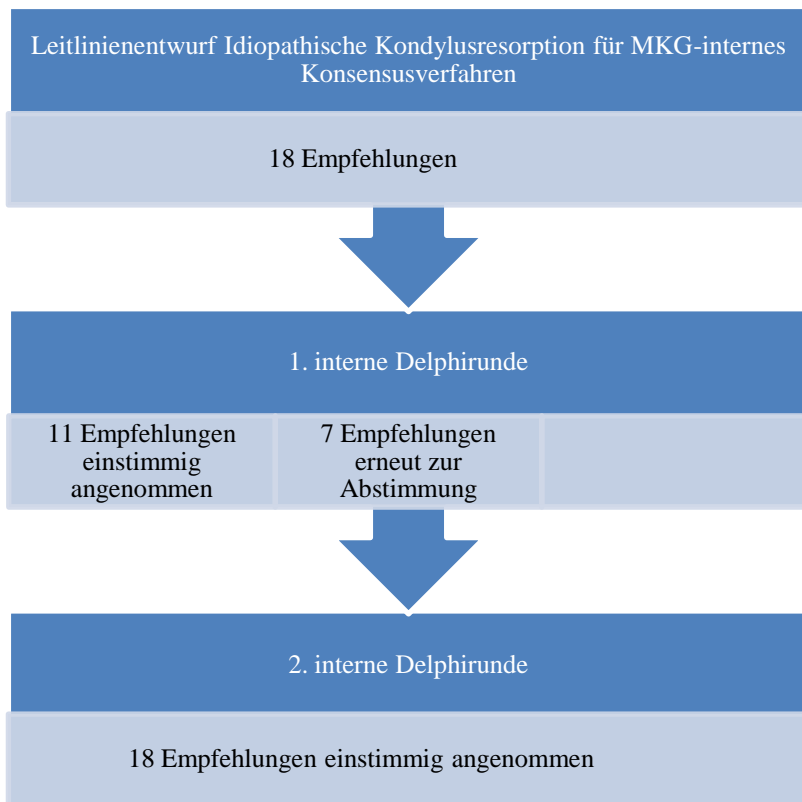 Leitlinienentwurf Idiopathische Kondylusresorption für MKG-internes
Konsensusverfahren
18 Empfehlungen
1. interne Delphirunde
11 Empfehlungen
einstimmig
angenommen
7 Empfehlungen
erneut zur
Abstimmung
2. interne Delphirunde
18 Empfehlungen einstimmig angenommen